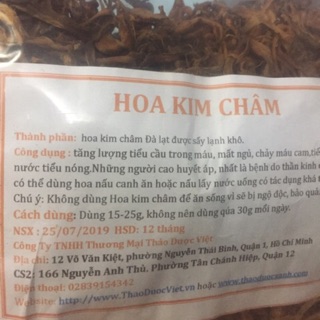 HOA KIM CHÂM
Thành phần: hoa kim châm Đà lạt được sấy lạnh khô.
Công dụng : tăng lượng tiểu cầu trong máu, mất ngủ, chảy máu cam,
nước tiểu nóng.Những người cao huyết áp, nhất là bệnh do thần kinh
có thể dùng hoa nấu canh ăn hoặc nấu lấy nước uống có tác dụng khá
Chú ý: Không dùng Hoa kim châm để ăn sống vì sẽ bị ngộ độc,
Cách dùng: Dùng 15-25g, không nên dùng quá 30g mỗi ngày.
NSX : 25/07/2019 HSD: 12 tháng
Công Ty TNHH Thương Mại Thảo Dược Việt
Địa chỉ: 12 Võ Văn Kiệt, phường Nguyễn Thái Bình, Quận 1, Hồ Chí Minh
CS2: 166 Nguyễn Ảnh Thủ, Phường Tân Chánh Hiệp, Quận 12
Điện thoại: 02839154342
Website: http://www.ThaoDuocViet.vn hoặc www.thaoduocxanh.com